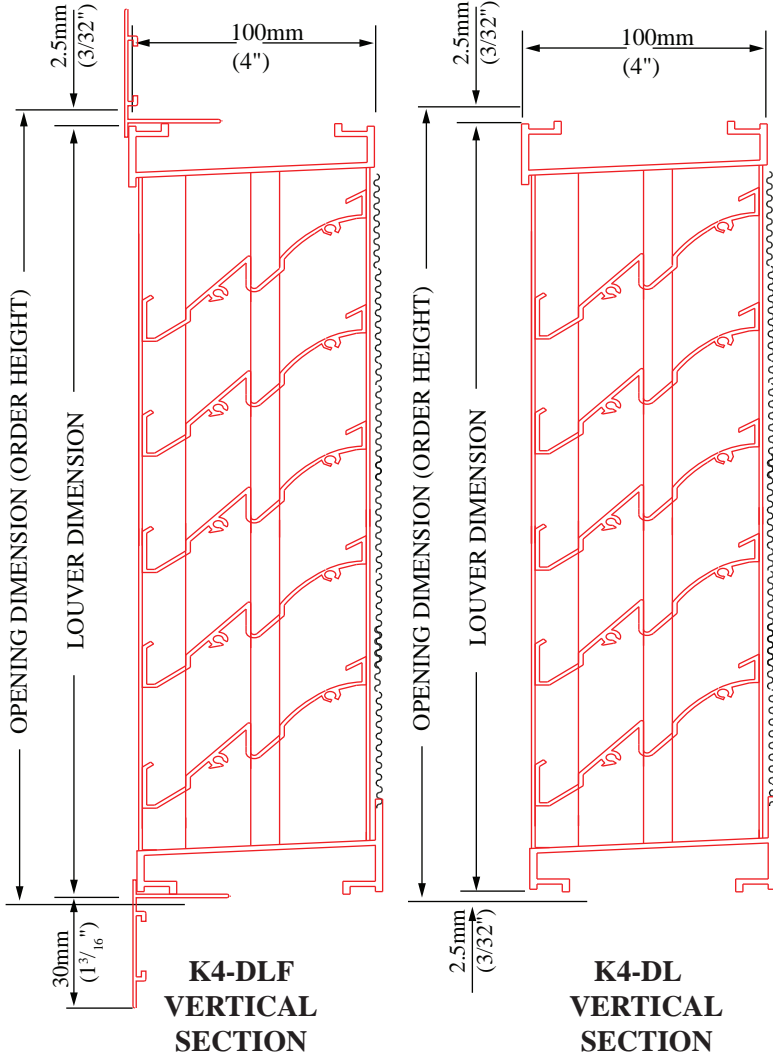 2.5mm
(3/32")
100mm
(4")
OPENING DIMENSION (ORDER HEIGHT)
LOUVER DIMENSION
30mm
(1 3/16")
K4-DLF
VERTICAL
SECTION
2.5mm
(3/32")
100mm
(4")
OPENING DIMENSION (ORDER HEIGHT)
LOUVER DIMENSION
2.5mm
(3/32")
K4-DL
VERTICAL
SECTION